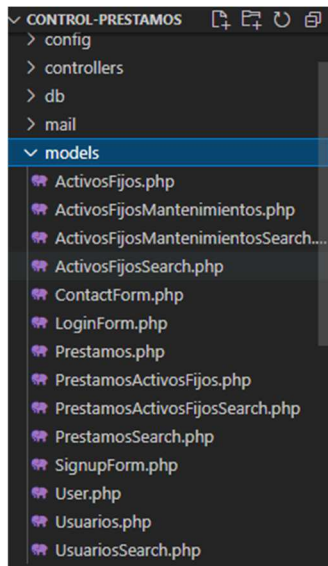 CONTROL-PRESTAMOS
config
controllers
db
mail
models
ActivosFijos.php
ActivosFijosMantenimientos.php
ActivosFijosMantenimientosSearch....
ActivosFijosSearch.php
ContactForm.php
LoginForm.php
Prestamos.php
PrestamosActivosFijos.php
PrestamosActivosFijosSearch.php
PrestamosSearch.php
SignupForm.php
User.php
Usuarios.php
UsuariosSearch.php